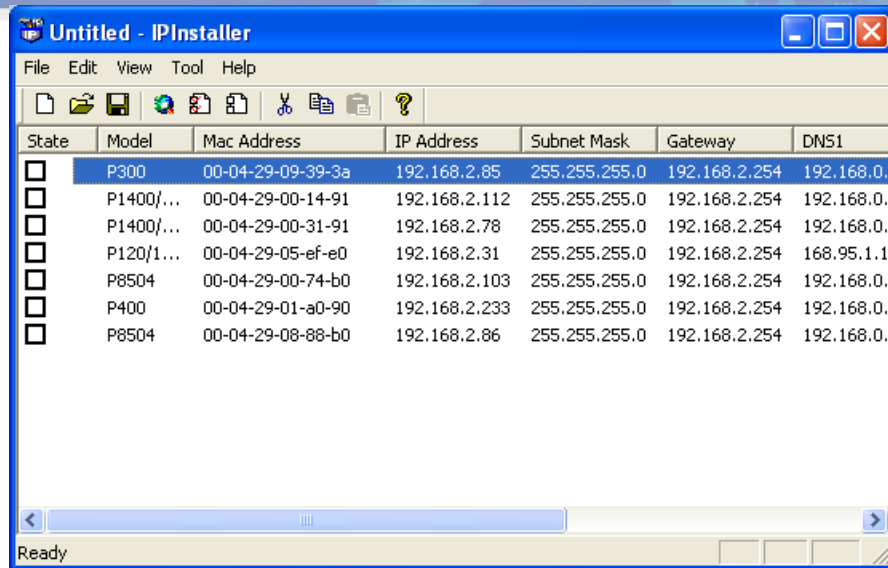 Untitled - IPInstaller
File Edit View Tool Help
State Model Mac Address IP Address Subnet Mask Gateway DNS1
P300 00-04-29-09-39-3a 192.168.2.85 255.255.255.0 192.168.2.254 192.168.0.
P1400/... 00-04-29-00-14-91 192.168.2.112 255.255.255.0 192.168.2.254 192.168.0.
P1400/... 00-04-29-00-31-91 192.168.2.78 255.255.255.0 192.168.2.254 192.168.0.
P120/1... 00-04-29-05-ef-e0 192.168.2.31 255.255.255.0 192.168.2.254 168.95.1.1
P8504 00-04-29-00-74-b0 192.168.2.103 255.255.255.0 192.168.2.254 192.168.0.
P400 00-04-29-01-a0-90 192.168.2.233 255.255.255.0 192.168.2.254 192.168.0.
P8504 00-04-29-08-88-b0 192.168.2.86 255.255.255.0 192.168.2.254 192.168.0.
Ready